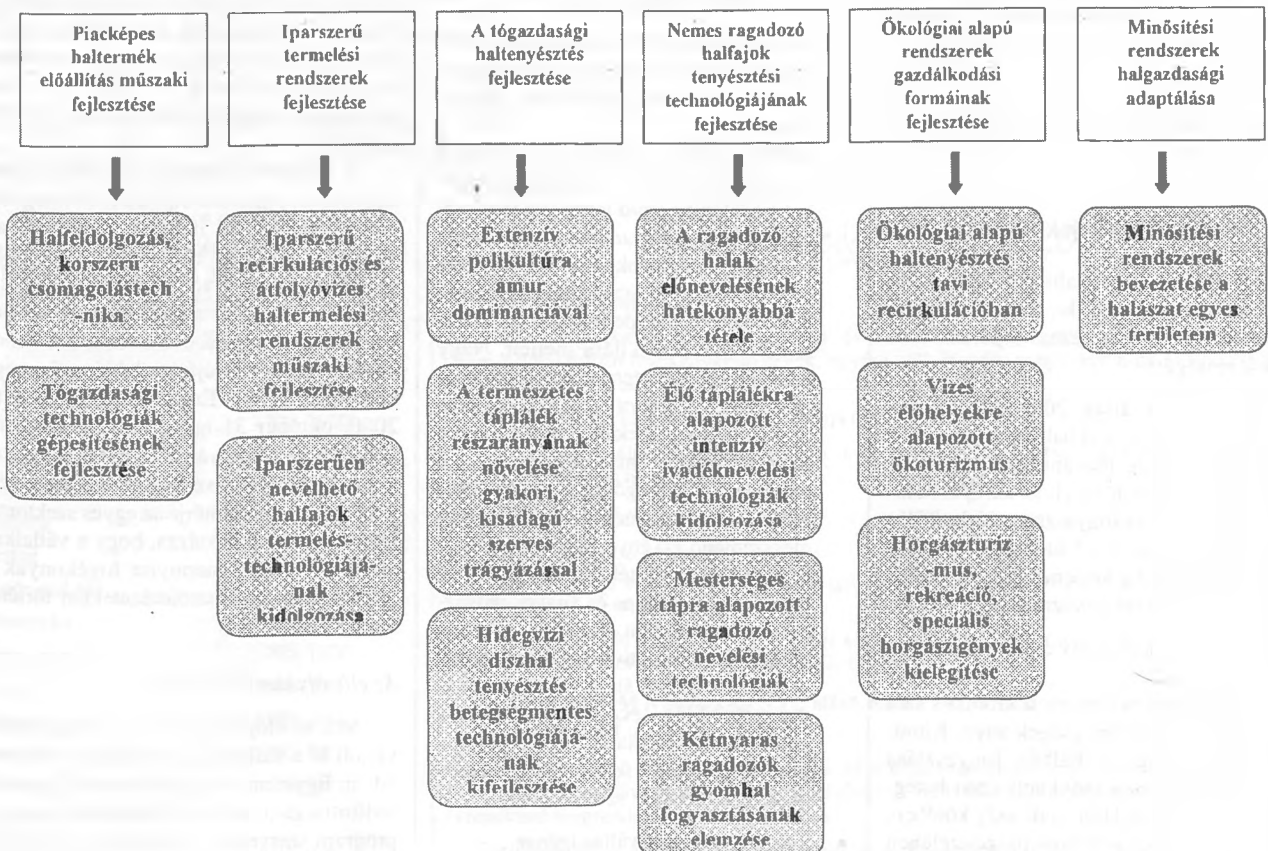 Piacképes
haltermék
előállítás műszaki
fejlesztése
Iparszerű
termelési
rendszerek
fejlesztése
A tógazdasági
haltenyésztés
fejlesztése
Nemes ragadozó
halfajok
tenyésztési
technológiájának
fejlesztése
Ökológiai alapú
rendszerek
gazdálkodási
formáinak
fejlesztése
Minősítési
rendszerek
halgazdasági
adaptálása
Halfeldolgozás,
korszerű
csomagolástech
-nika
Tógazdasági
technológiák
gépesítésének
fejlesztése
Iparszerű
recirkulációs és
átfolyóvizes
haltermelési
rendszerek
műszaki
fejlesztése
Iparszerűen
nevelhető
halfajok
termelés-
technológiájá-
nak
kidolgozása
Extenzív
polikultúra
amur
dominanciával
A természetes
táplálék
részarányának
növelése
gyakori,
kisadagú
szerves
trágyázással
Hidegvízi
díszhal
tenyésztés
betegségmentes
technológiájá-
nak
kifejlesztése
A ragadozó
halak
előnevelésének
hatékonyabbá
tétele
Élő táplálékra
alapozott
intenzív
ivadéknevelési
technológiák
kidolgozása
Mesterséges
tápra alapozott
ragadozó
nevelési
technológiák
Kétnyaras
ragadozók
gyomhal
fogyasztásának
elemzése
Ökológiai alapú
haltenyésztés
tavi
recirkulációban
Vizes
élőhelyekre
alapozott
ökoturizmus
Horgászturiz
-mus,
rekreáció,
speciális
horgászigények
kielégítése
Minősítési
rendszerek
bevezetése a
halászat egyes
területein